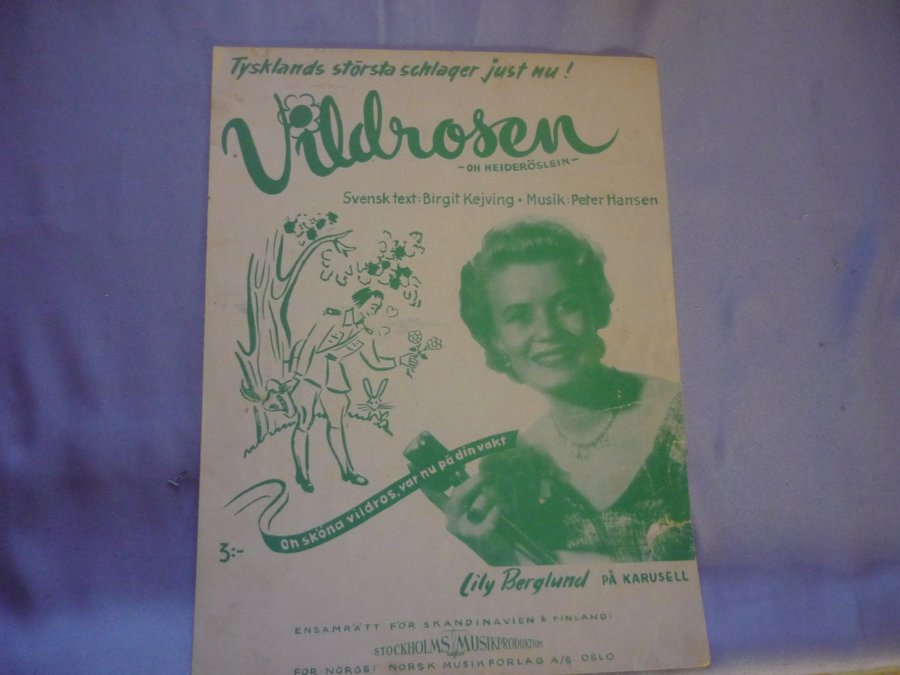 Tysklands största schlager just nu!
Vildrosen
- OH HEIDERÖSLEIN -
Svensk text: Birgit Kejving • Musik: Peter Hansen
Oh sköna vildros, var nu på din vakt
3:-
Lily Berglund PÅ KARUSELL
ENSAMRÄTT FÖR SKANDINAVIEN & FINLAND:
STOCKHOLMS MUSIKPRODUKTION
FÖR NORGE: NORSK MUSIKFORLAG A/S OSLO